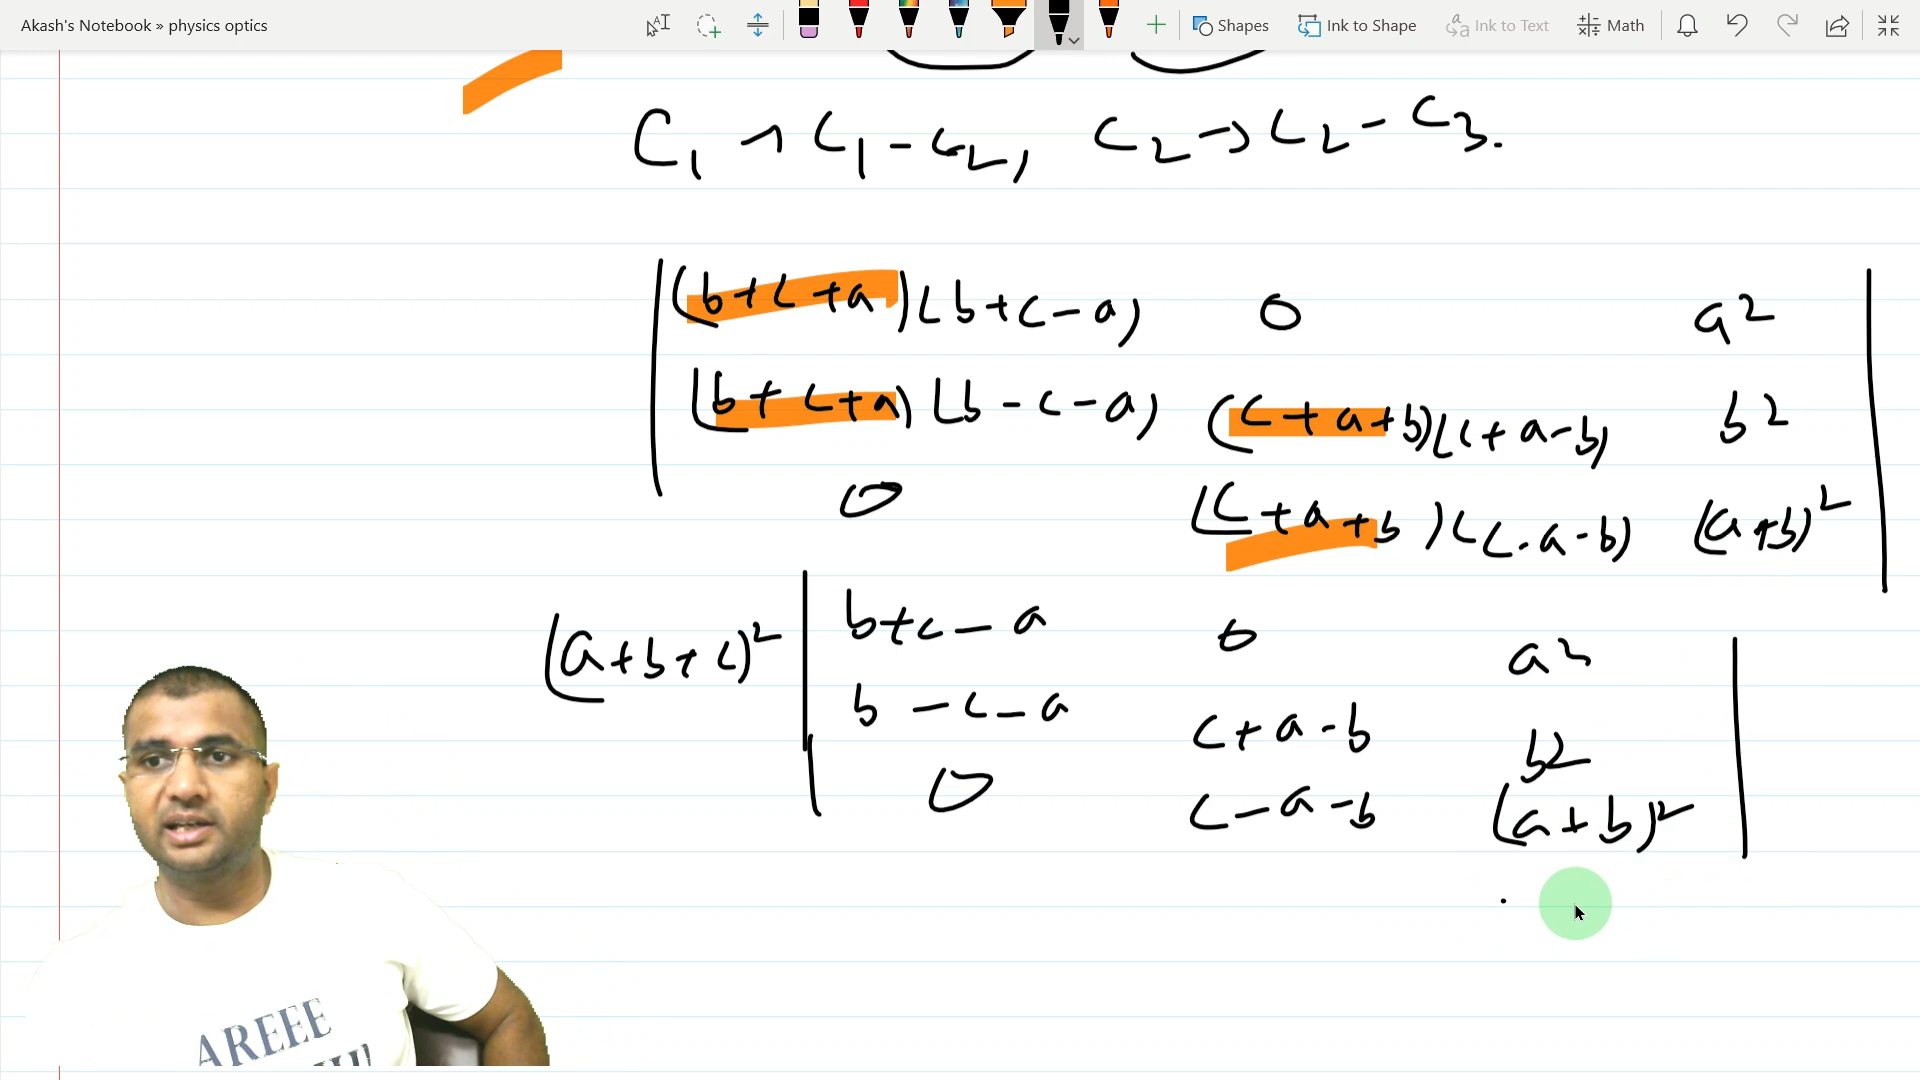 Akash's Notebook » physics optics
Shapes Ink to Shape Ink to Text Math
C₁ → C₁ - C₂, C₂ → C₂ - C₃.
(b+c+a)(b+c-a) 0 a²
(b+c+a)(b-c-a) (c+a+b)(c+a-b) b²
0 (c+a+b)(c-a-b) (a+b)²
(a+b+c)² b+c-a 0 a²
b-c-a c+a-b b²
0 c-a-b (a+b)²
AREEE